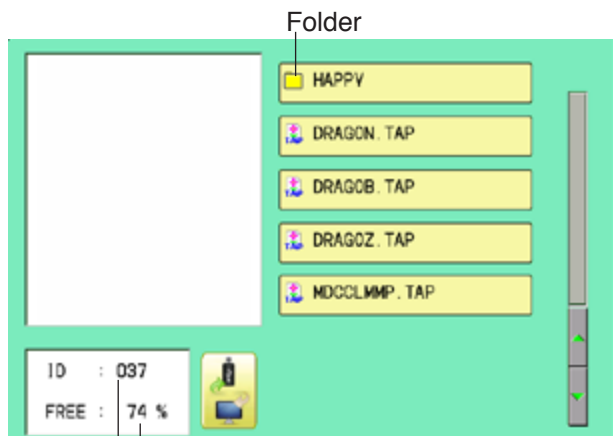 Folder
HAPPY
DRAGON.TAP
DRAGOB.TAP
DRAGOZ.TAP
MDCCLMMP.TAP
ID : 037
FREE : 74 %